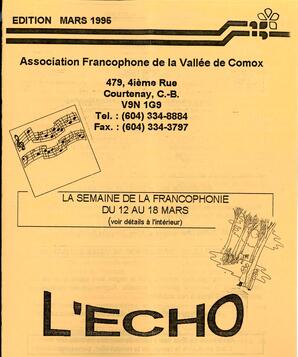 EDITION MARS 1995
Association Francophone de la Vallée de Comox
479, 4ième Rue
Courtenay, C.-B.
V9N 1G9
Tel. : (604) 334-8884
Fax. : (604) 334-3797
LA SEMAINE DE LA FRANCOPHONIE
DU 12 AU 18 MARS
(voir détails à l'intérieur)
L'ECHO